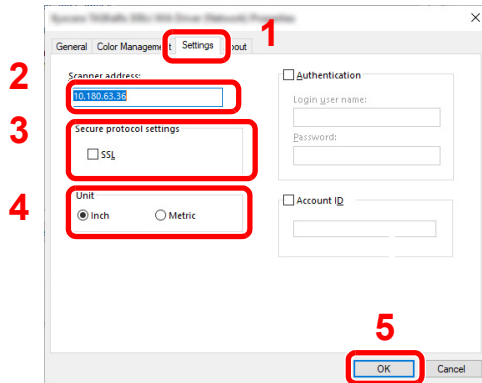 General Color Management Settings bout
1
2
Scanner address:
10.180.63.36
3
Secure protocol settings
SSL
4
Unit
Inch Metric
Authentication
Login user name:
Password:
Account ID
5
OK Cancel